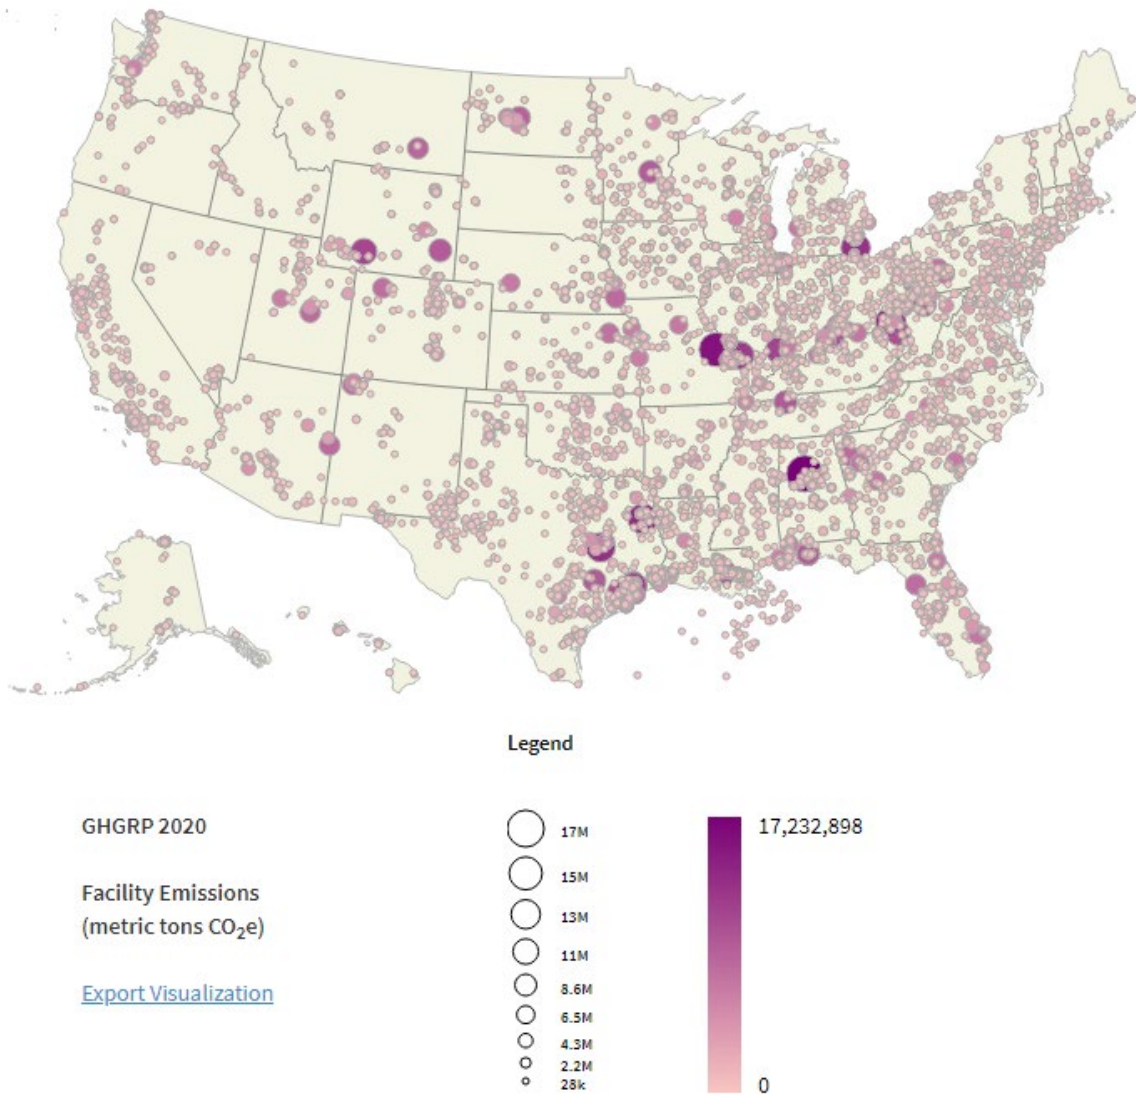 Legend
GHGRP 2020
Facility Emissions
(metric tons CO₂e)
Export Visualization
17M
15M
13M
11M
8.6M
6.5M
4.3M
2.2M
28k
17,232,898
0